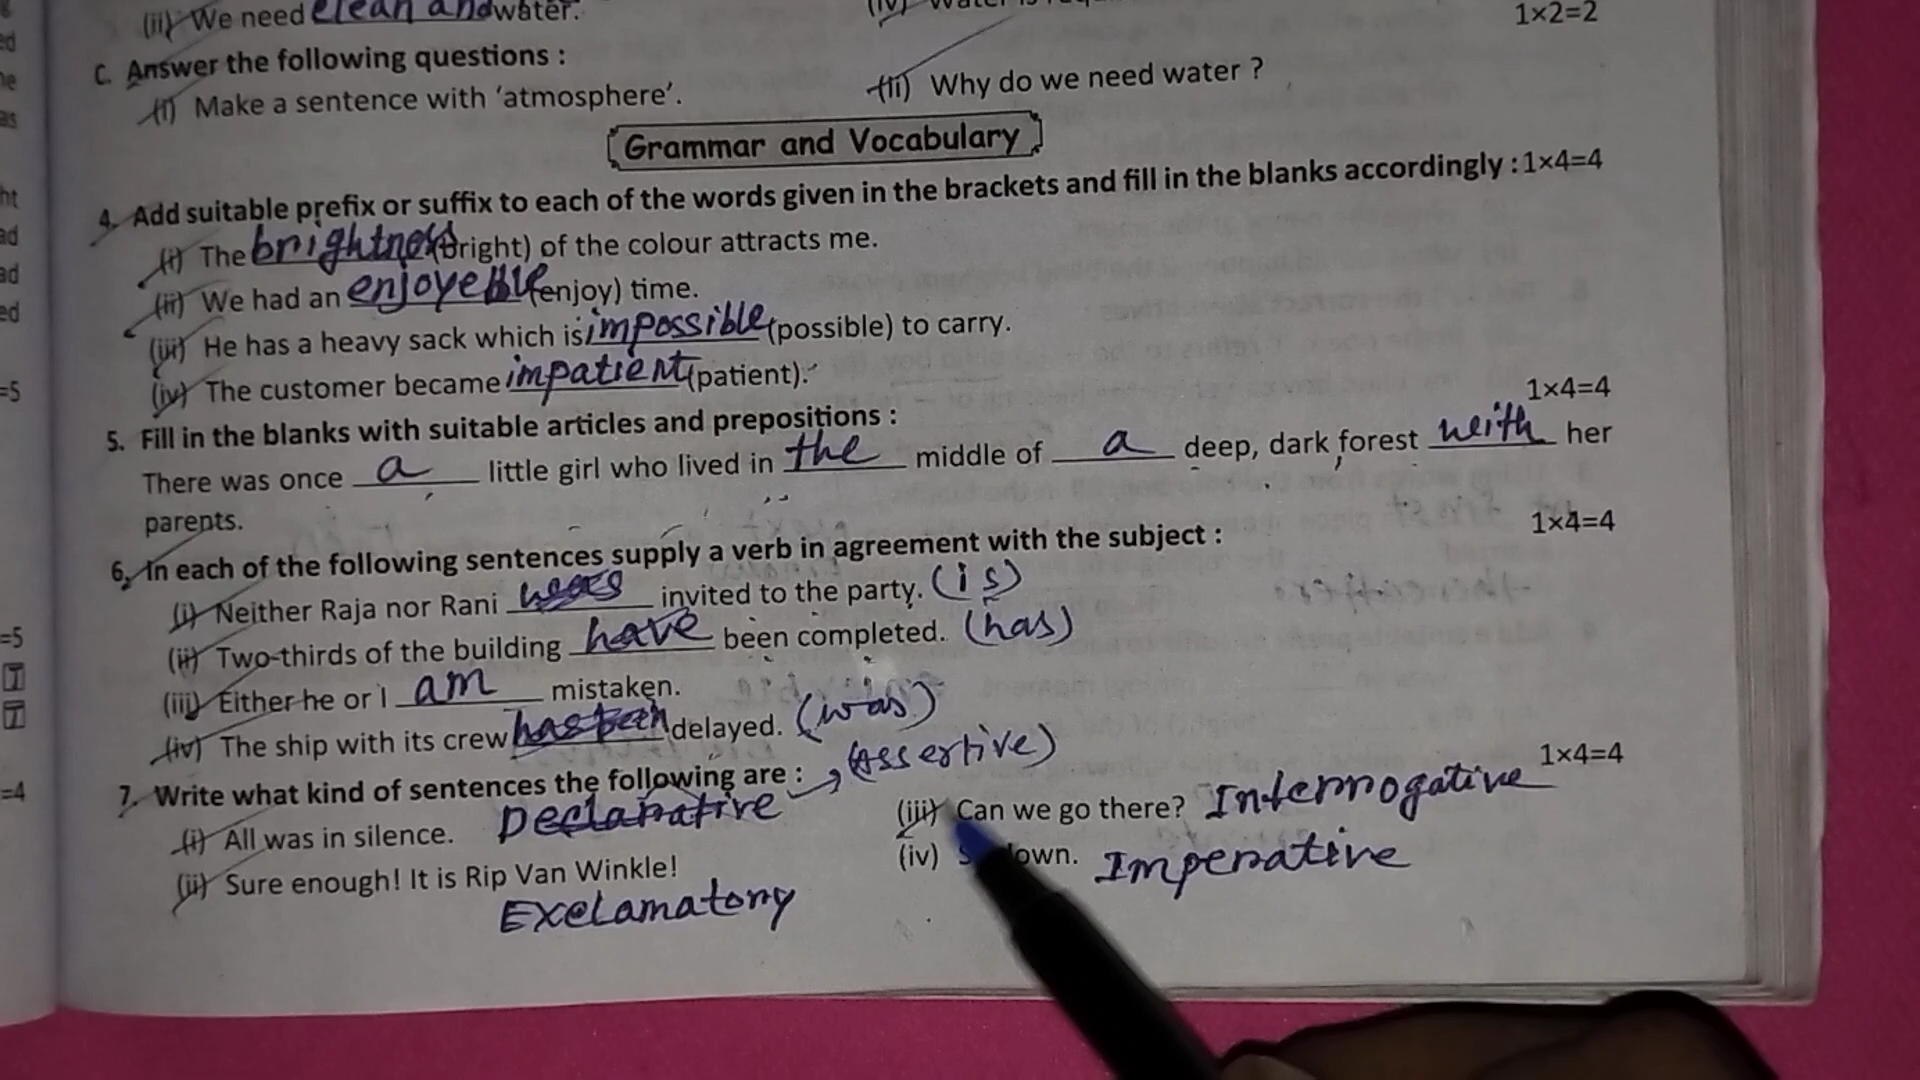 (ii) We need clean and water.
1×2=2
C. Answer the following questions :
(i) Make a sentence with ‘atmosphere’. (ii) Why do we need water ?
Grammar and Vocabulary
4. Add suitable prefix or suffix to each of the words given in the brackets and fill in the blanks accordingly : 1×4=4
(i) The brightness (bright) of the colour attracts me.
(ii) We had an enjoyeble (enjoy) time.
(iii) He has a heavy sack which is impossible (possible) to carry.
(iv) The customer became impatient (patient).
5. Fill in the blanks with suitable articles and prepositions : 1×4=4
There was once a little girl who lived in the middle of a deep, dark forest with her
parents.
6. In each of the following sentences supply a verb in agreement with the subject : 1×4=4
(i) Neither Raja nor Rani invited to the party. (is)
(ii) Two-thirds of the building have been completed. (has)
(iii) Either he or I am mistaken.
(iv) The ship with its crew has been delayed. (was)
7. Write what kind of sentences the following are : (Assertive) 1×4=4
(i) All was in silence. Declarative (iii) Can we go there? Interrogative
(ii) Sure enough! It is Rip Van Winkle! Exclamatory (iv) down. Imperative